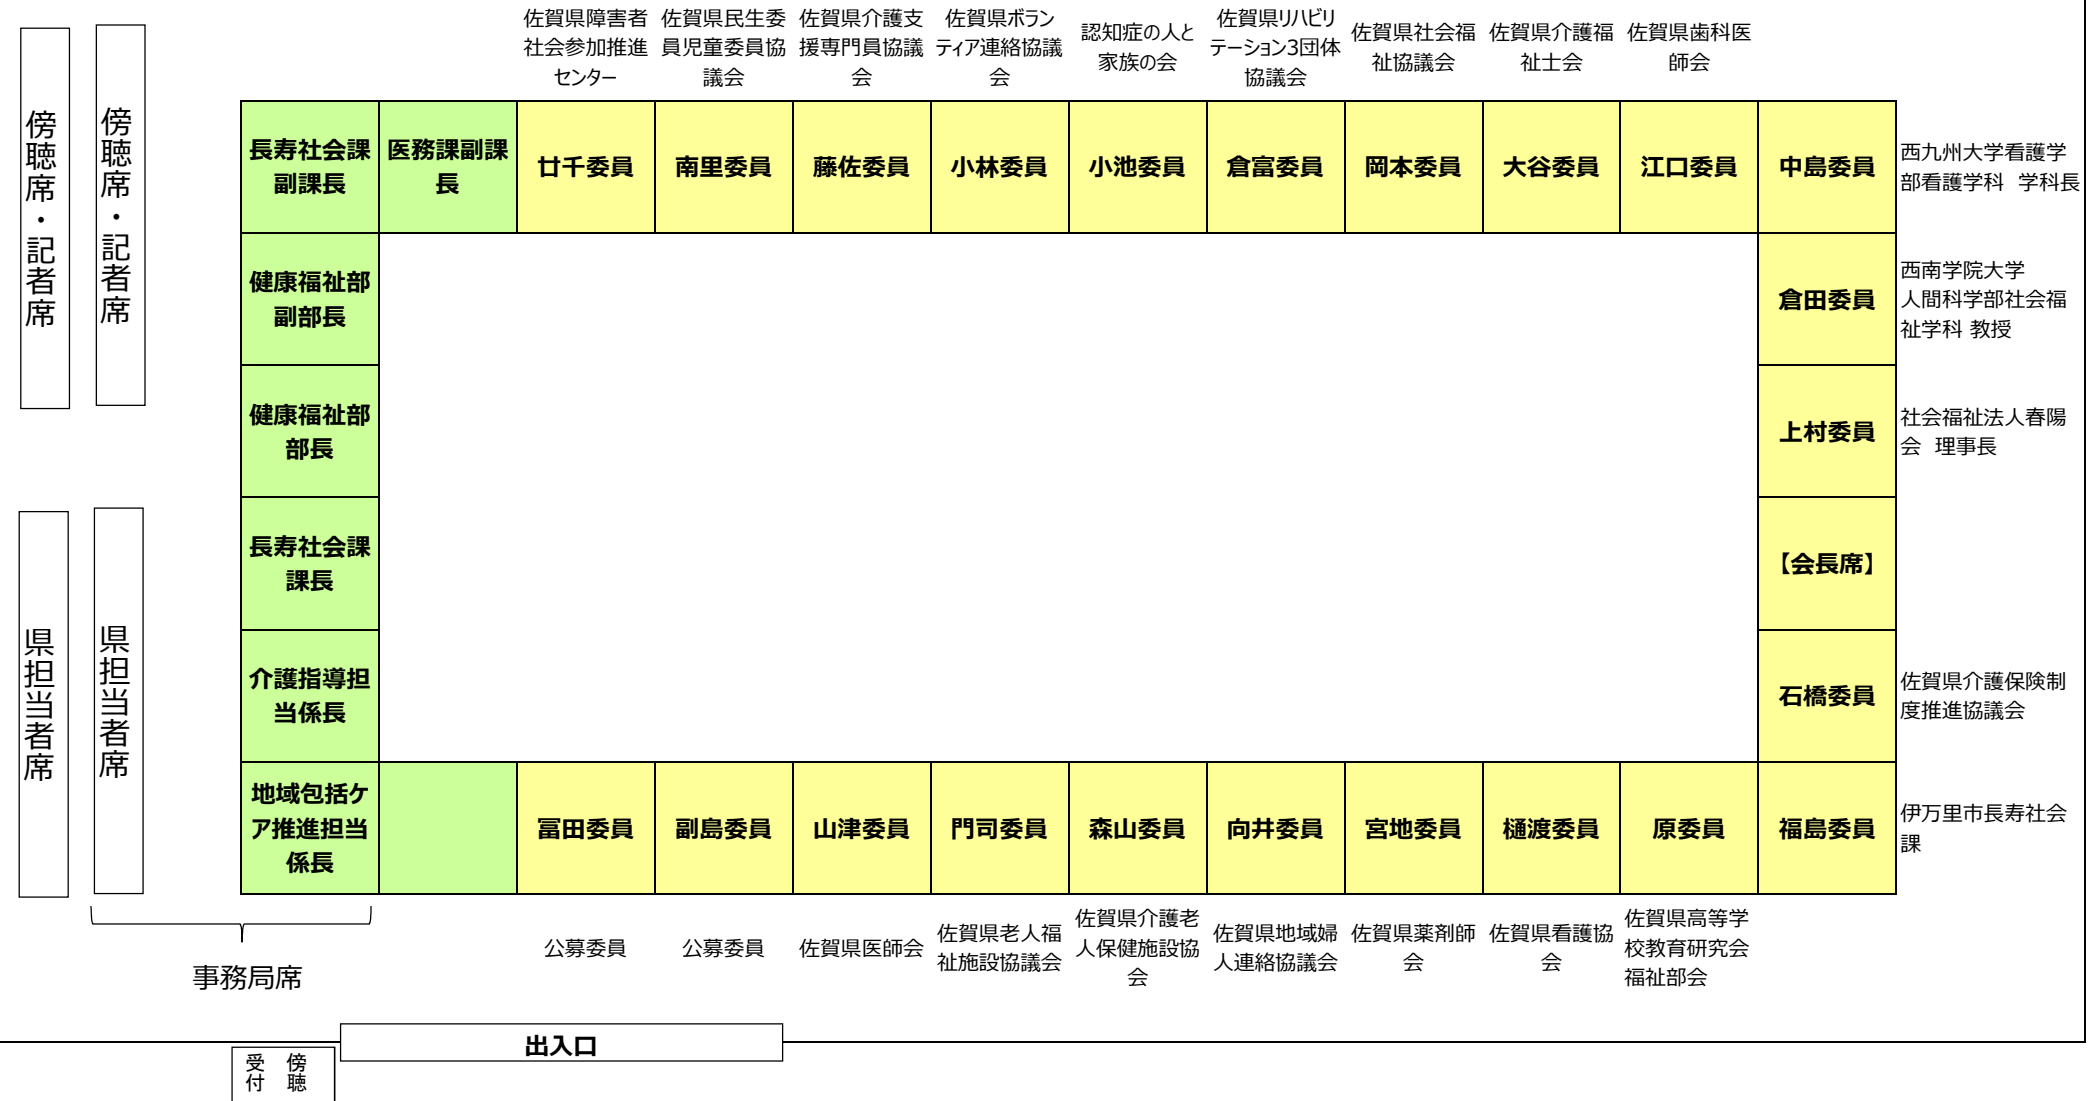 佐賀県障害者
社会参加推進
センター
佐賀県民生委
員児童委員協
議会
佐賀県介護支
援専門員協議
会
佐賀県ボラン
ティア連絡協議
会
認知症の人と
家族の会
佐賀県リハビリ
テーション3団体
協議会
佐賀県社会福
祉協議会
佐賀県介護福
祉士会
佐賀県歯科医
師会
傍聴席・記者席
傍聴席・記者席
長寿社会課
副課長
医務課副課
長
廿千委員
南里委員
藤佐委員
小林委員
小池委員
倉富委員
岡本委員
大谷委員
江口委員
中島委員
西九州大学看護学
部看護学科 学科長
健康福祉部
副部長
倉田委員
西南学院大学
人間科学部社会福
祉学科 教授
健康福祉部
部長
上村委員
社会福祉法人春陽
会 理事長
長寿社会課
課長
【会長席】
県担当者席
県担当者席
介護指導担
当係長
石橋委員
佐賀県介護保険制
度推進協議会
地域包括ケ
ア推進担当
係長
冨田委員
副島委員
山津委員
門司委員
森山委員
向井委員
宮地委員
樋渡委員
原委員
福島委員
伊万里市長寿社会
課
公募委員
公募委員
佐賀県医師会
佐賀県老人福
祉施設協議会
佐賀県介護老
人保健施設協
会
佐賀県地域婦
人連絡協議会
佐賀県薬剤師
会
佐賀県看護協
会
佐賀県高等学
校教育研究会
福祉部会
事務局席
出入口
傍聴
受付